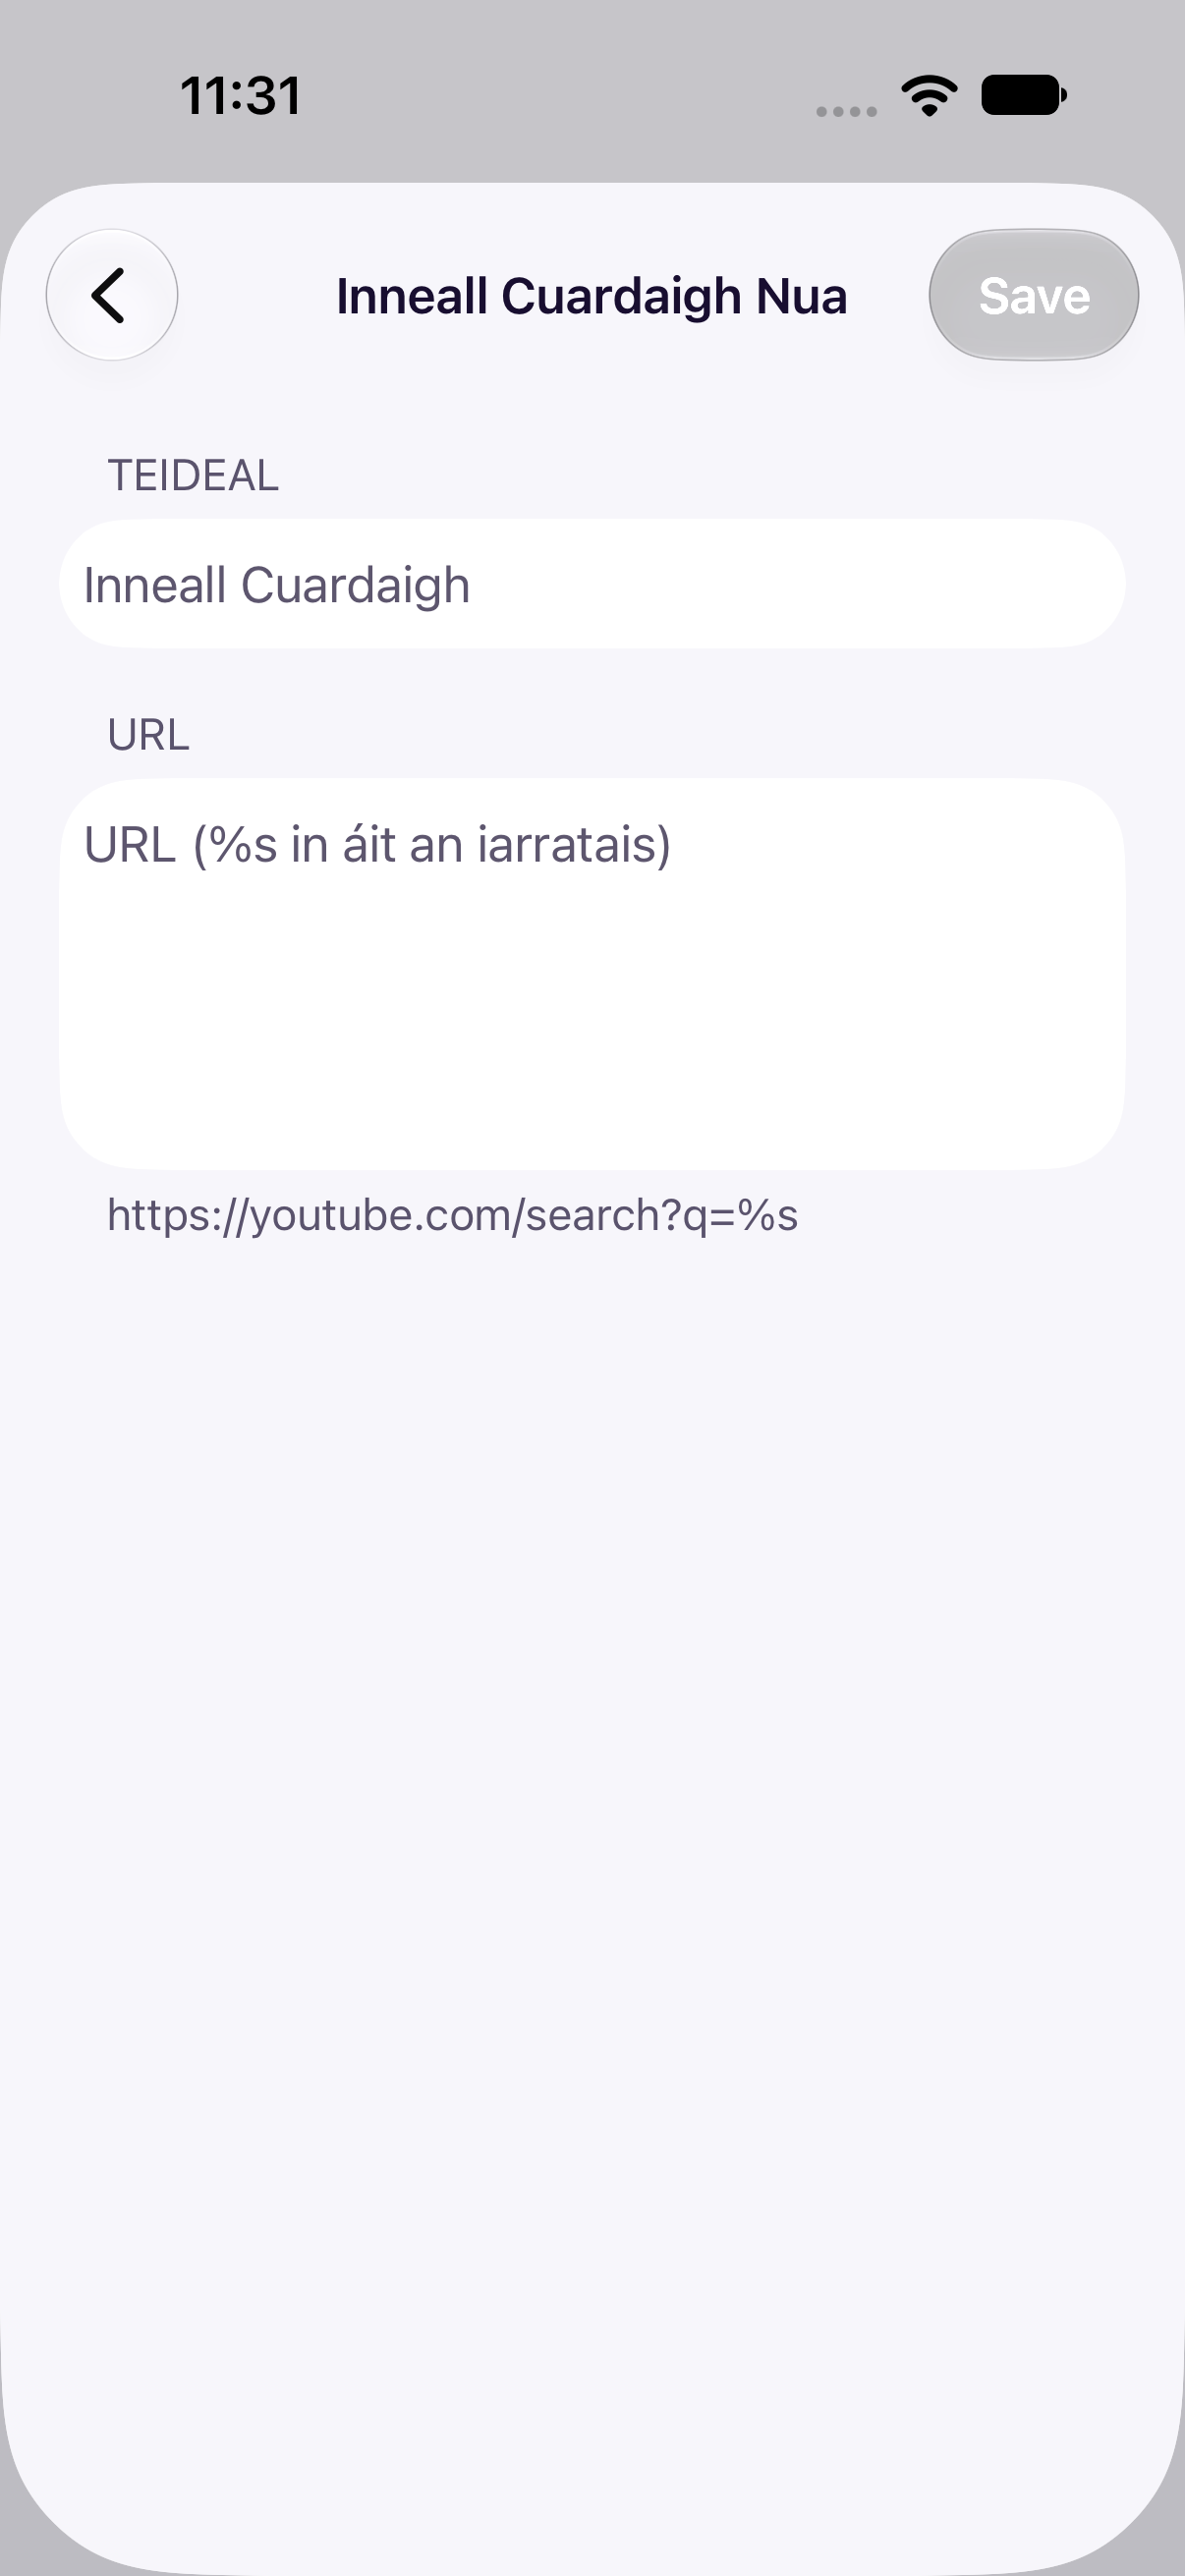 11:31
Inneall Cuardaigh Nua
Save
TEIDEAL
Inneall Cuardaigh
URL
URL (%s in áit an iarratais)
https://youtube.com/search?q=%s